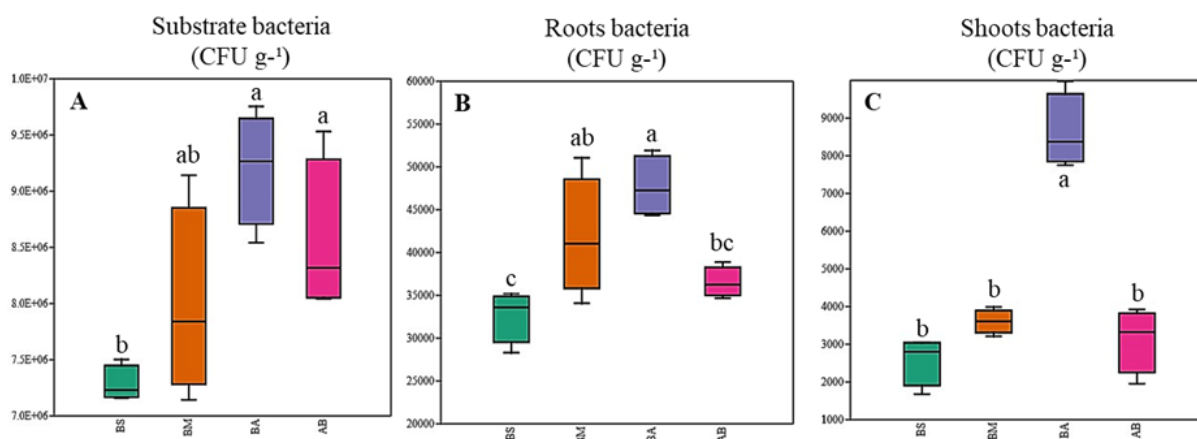 Substrate bacteria
(CFU g-¹)
Roots bacteria
(CFU g-¹)
Shoots bacteria
(CFU g-¹)
A
1.0E+07
9.5E+06
9.0E+06
8.5E+06
8.0E+06
7.5E+06
7.0E+06
b
ab
a
a
BS
BM
BA
AB
B
60000
55000
50000
45000
40000
35000
30000
25000
20000
c
ab
a
bc
BS
BM
BA
AB
C
9000
8000
7000
6000
5000
4000
3000
2000
1000
b
b
a
b
BS
BM
BA
AB